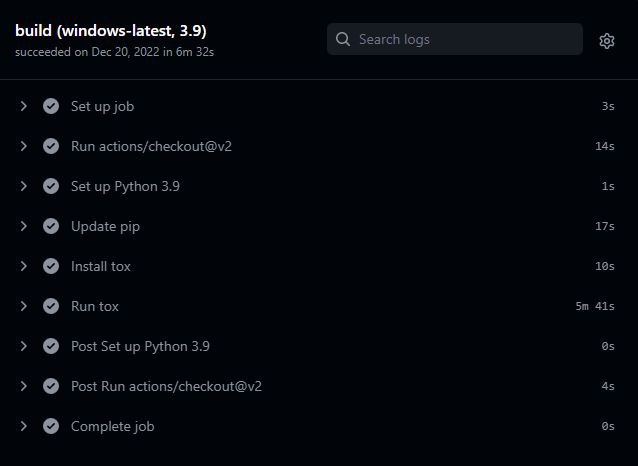 build (windows-latest, 3.9)
succeeded on Dec 20, 2022 in 6m 32s
Search logs
Set up job 3s
Run actions/checkout@v2 14s
Set up Python 3.9 1s
Update pip 17s
Install tox 10s
Run tox 5m 41s
Post Set up Python 3.9 0s
Post Run actions/checkout@v2 4s
Complete job 0s